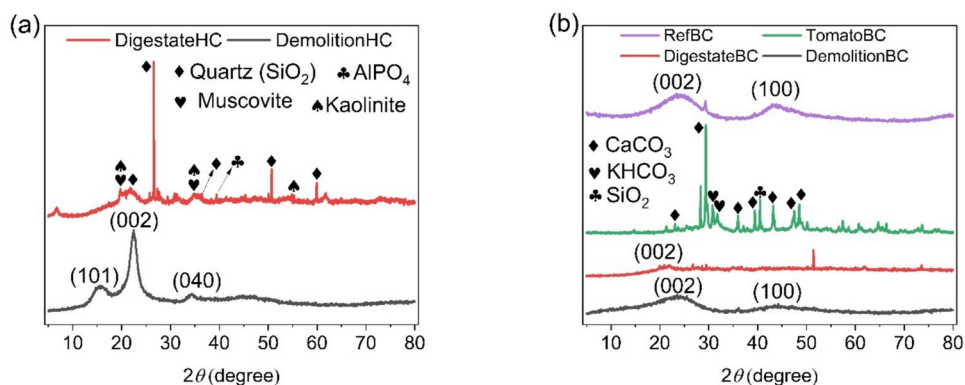 (a)
DigestateHC DemolitionHC
♦ Quartz (SiO₂) ♣ AlPO₄
♥ Muscovite ♠ Kaolinite
♦
♠ ♥ ♦
♠ ♥ ♦ ♣ ♦ ♠ ♦
(002)
(101)
(040)
10 20 30 40 50 60 70 80
2θ (degree)
(b)
RefBC TomatoBC
DigestateBC DemolitionBC
(002) (100)
♦ CaCO₃
♥ KHCO₃
♣ SiO₂
♦
♦ ♥ ♥ ♦ ♦ ♣ ♦ ♦ ♦
(002)
(002) (100)
10 20 30 40 50 60 70 80
2θ (degree)